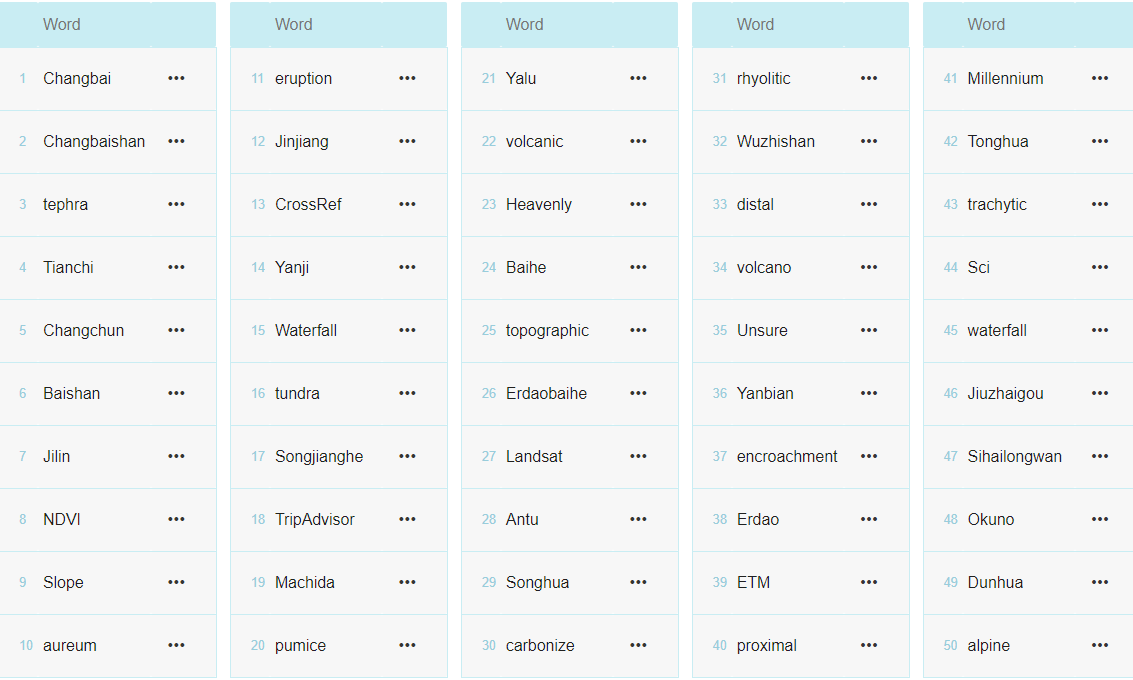 Word
1 Changbai •••
2 Changbaishan •••
3 tephra •••
4 Tianchi •••
5 Changchun •••
6 Baishan •••
7 Jilin •••
8 NDVI •••
9 Slope •••
10 aureum •••
Word
11 eruption •••
12 Jinjiang •••
13 CrossRef •••
14 Yanji •••
15 Waterfall •••
16 tundra •••
17 Songjianghe •••
18 TripAdvisor •••
19 Machida •••
20 pumice •••
Word
21 Yalu •••
22 volcanic •••
23 Heavenly •••
24 Baihe •••
25 topographic •••
26 Erdaobaihe •••
27 Landsat •••
28 Antu •••
29 Songhua •••
30 carbonize •••
Word
31 rhyolitic •••
32 Wuzhishan •••
33 distal •••
34 volcano •••
35 Unsure •••
36 Yanbian •••
37 encroachment •••
38 Erdao •••
39 ETM •••
40 proximal •••
Word
41 Millennium •••
42 Tonghua •••
43 trachytic •••
44 Sci •••
45 waterfall •••
46 Jiuzhaigou •••
47 Sihailongwan •••
48 Okuno •••
49 Dunhua •••
50 alpine •••